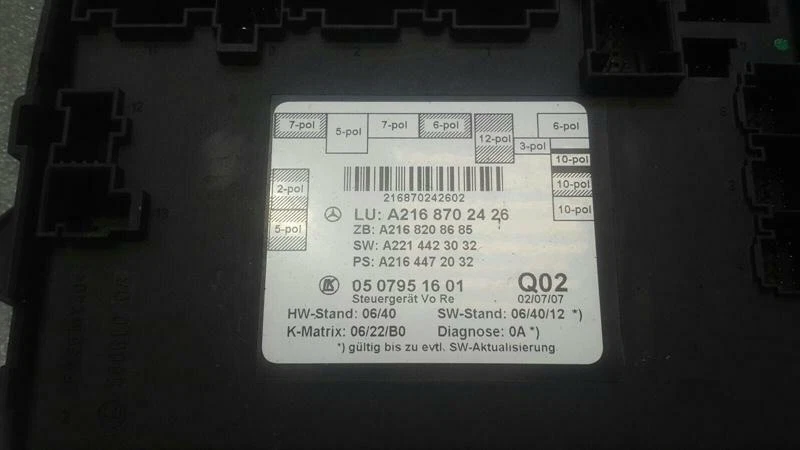 7-pol
5-pol
7-pol
6-pol
12-pol
3-pol
6-pol
10-pol
10-pol
10-pol
2-pol
5-pol
216870242602
LU: A216 870 24 26
ZB: A216 820 86 85
SW: A221 442 30 32
PS: A216 447 20 32
05 0795 16 01
Q02
Steuergerät Vo Re
02/07/07
HW-Stand: 06/40 SW-Stand: 06/40/12 *)
K-Matrix: 06/22/B0 Diagnose: 0A *)
*) gültig bis zu evtl. SW-Aktualisierung
12